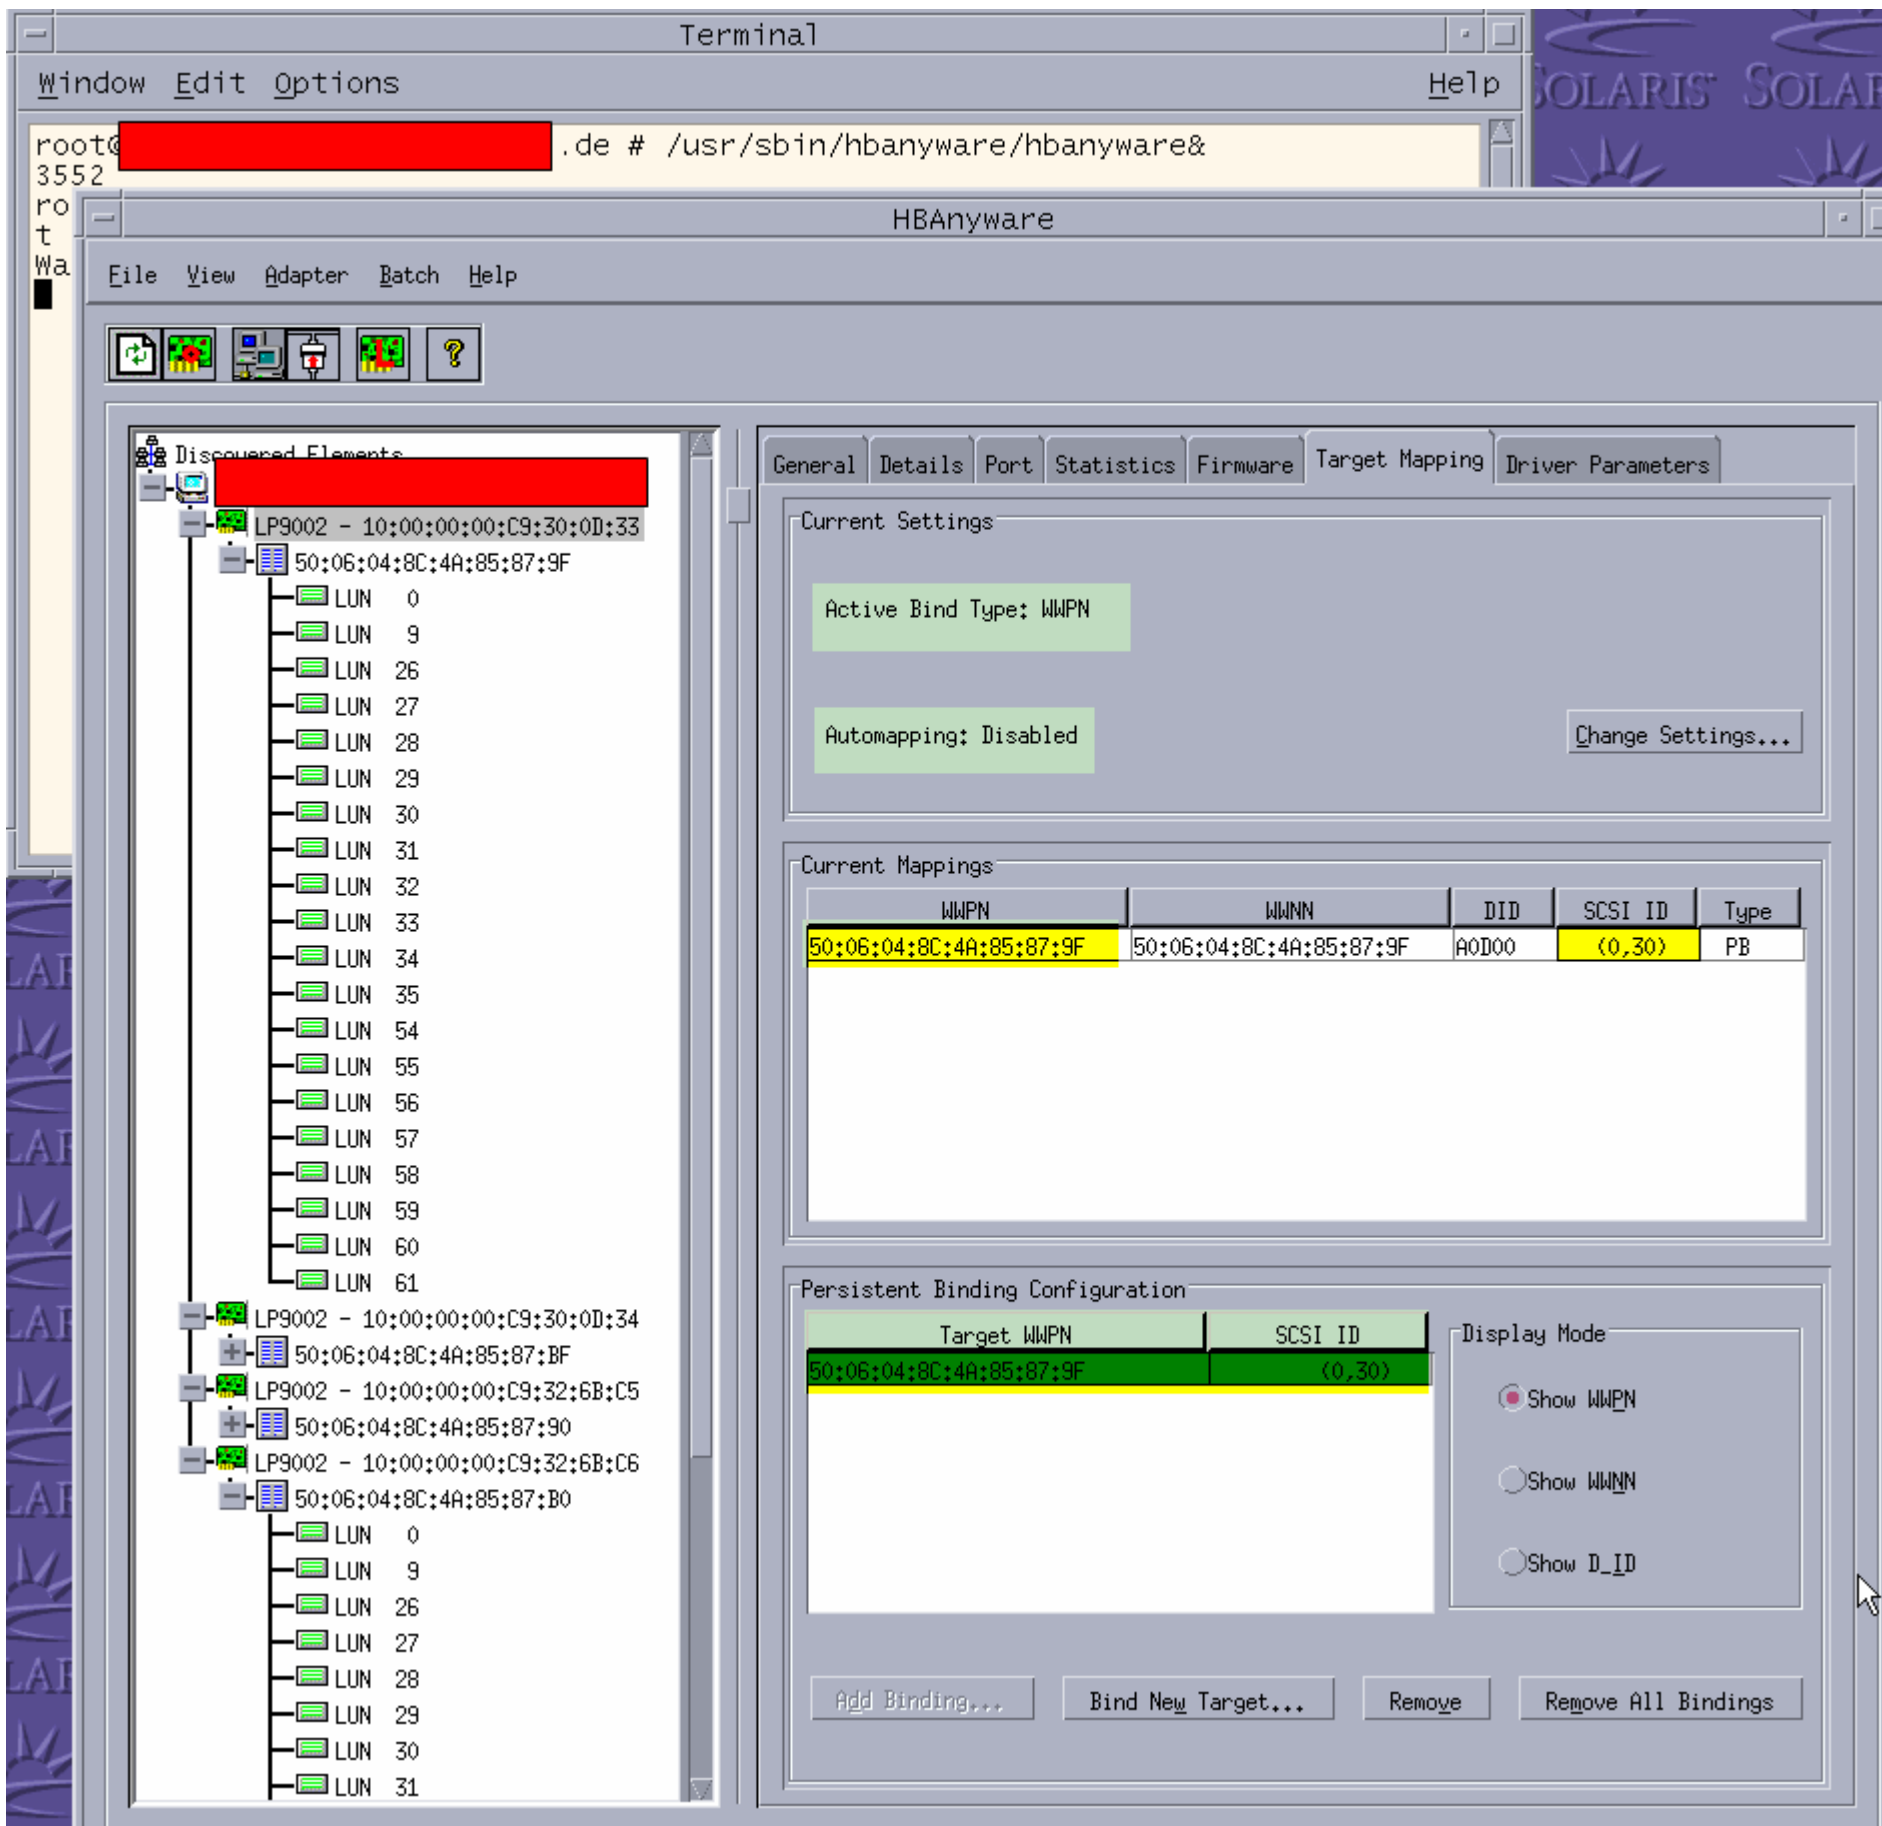 Terminal
Window Edit Options Help
SOLARIS SOLAR
root@ .de # /usr/sbin/hbanyware/hbanyware&
3552
ro
t
Wa
HBAnyware
File View Adapter Batch Help
Discovered Elements
LP9002 - 10:00:00:00:C9:30:0D:33
50:06:04:8C:4A:85:87:9F
LUN 0
LUN 9
LUN 26
LUN 27
LUN 28
LUN 29
LUN 30
LUN 31
LUN 32
LUN 33
LUN 34
LUN 35
LUN 54
LUN 55
LUN 56
LUN 57
LUN 58
LUN 59
LUN 60
LUN 61
LP9002 - 10:00:00:00:C9:30:0D:34
50:06:04:8C:4A:85:87:BF
LP9002 - 10:00:00:00:C9:32:6B:C5
50:06:04:8C:4A:85:87:90
LP9002 - 10:00:00:00:C9:32:6B:C6
50:06:04:8C:4A:85:87:B0
LUN 0
LUN 9
LUN 26
LUN 27
LUN 28
LUN 29
LUN 30
LUN 31
General Details Port Statistics Firmware Target Mapping Driver Parameters
Current Settings
Active Bind Type: WWPN
Automapping: Disabled
Change Settings...
Current Mappings
WWPN WWNN DID SCSI ID Type
50:06:04:8C:4A:85:87:9F 50:06:04:8C:4A:85:87:9F A0D00 (0,30) PB
Persistent Binding Configuration
Target WWPN SCSI ID
50:06:04:8C:4A:85:87:9F (0,30)
Display Mode
Show WWPN
Show WWNN
Show D_ID
Add Binding... Bind New Target... Remove Remove All Bindings